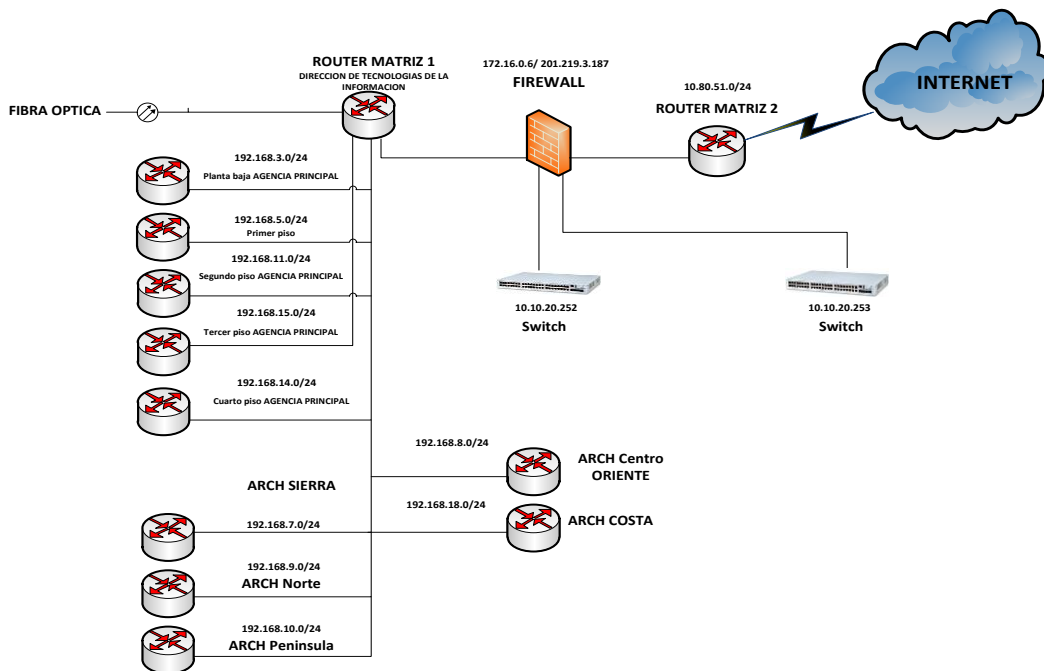 ROUTER MATRIZ 1
DIRECCION DE TECNOLOGIAS DE LA
INFORMACION
172.16.0.6/ 201.219.3.187
FIREWALL
10.80.51.0/24
ROUTER MATRIZ 2
INTERNET
FIBRA OPTICA
192.168.3.0/24
Planta baja AGENCIA PRINCIPAL
192.168.5.0/24
Primer piso
192.168.11.0/24
Segundo piso AGENCIA PRINCIPAL
192.168.15.0/24
Tercer piso AGENCIA PRINCIPAL
192.168.14.0/24
Cuarto piso AGENCIA PRINCIPAL
10.10.20.252
Switch
10.10.20.253
Switch
192.168.8.0/24
ARCH Centro
ORIENTE
ARCH SIERRA
192.168.18.0/24
ARCH COSTA
192.168.7.0/24
192.168.9.0/24
ARCH Norte
192.168.10.0/24
ARCH Peninsula